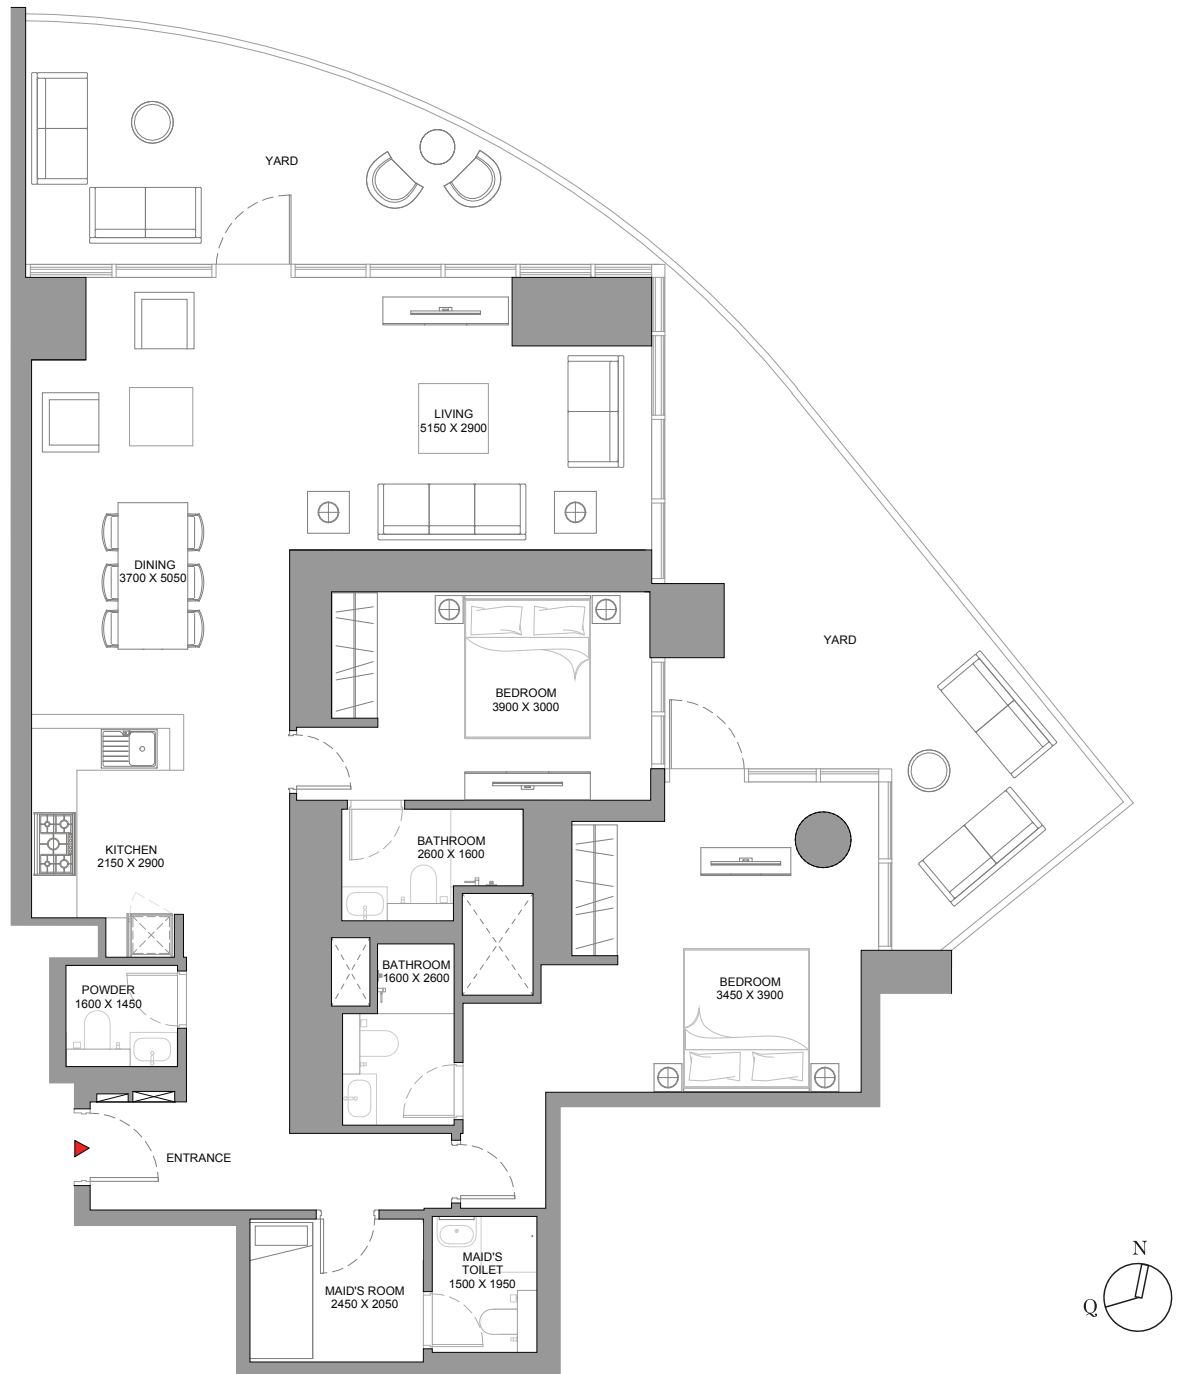 YARD
LIVING
5150 X 2900
DINING
3700 X 5050
YARD
BEDROOM
3900 X 3000
BATHROOM
2600 X 1600
KITCHEN
2150 X 2900
BATHROOM
1600 X 2600
BEDROOM
3450 X 3900
POWDER
1600 X 1450
ENTRANCE
MAID'S
TOILET
1500 X 1950
MAID'S ROOM
2450 X 2050
N
Q